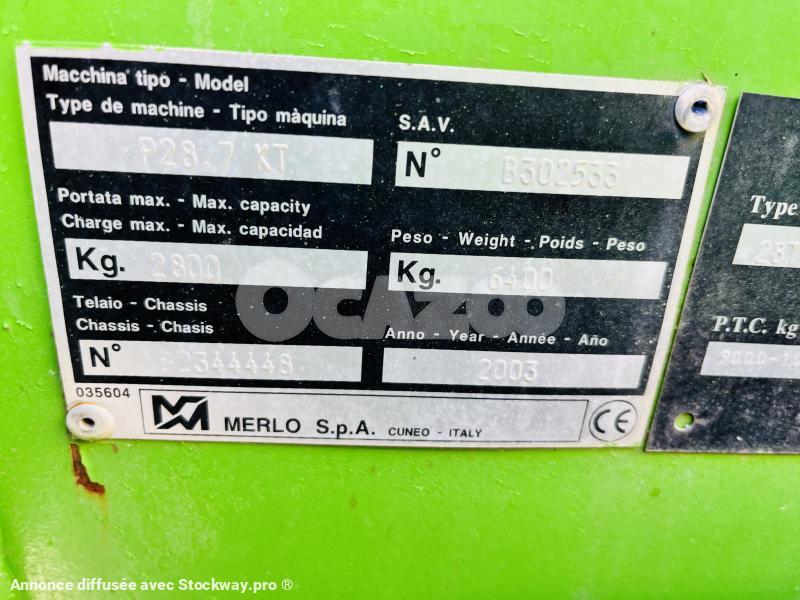 Macchina tipo - Model
Type de machine - Tipo màquina
P28.7 KT
S.A.V.
N° B302533
Portata max. - Max. capacity
Charge max. - Max. capacidad
Kg. 2800
Peso - Weight - Poids - Peso
Kg. 6400
Telaio - Chassis
Chassis - Chasis
N°
Anno - Year - Année - Año
2003
035604
MERLO S.p.A. CUNEO - ITALY
CE
Type
P.T.C. kg
OCAZOO
Annonce diffusée avec Stockway.pro ®